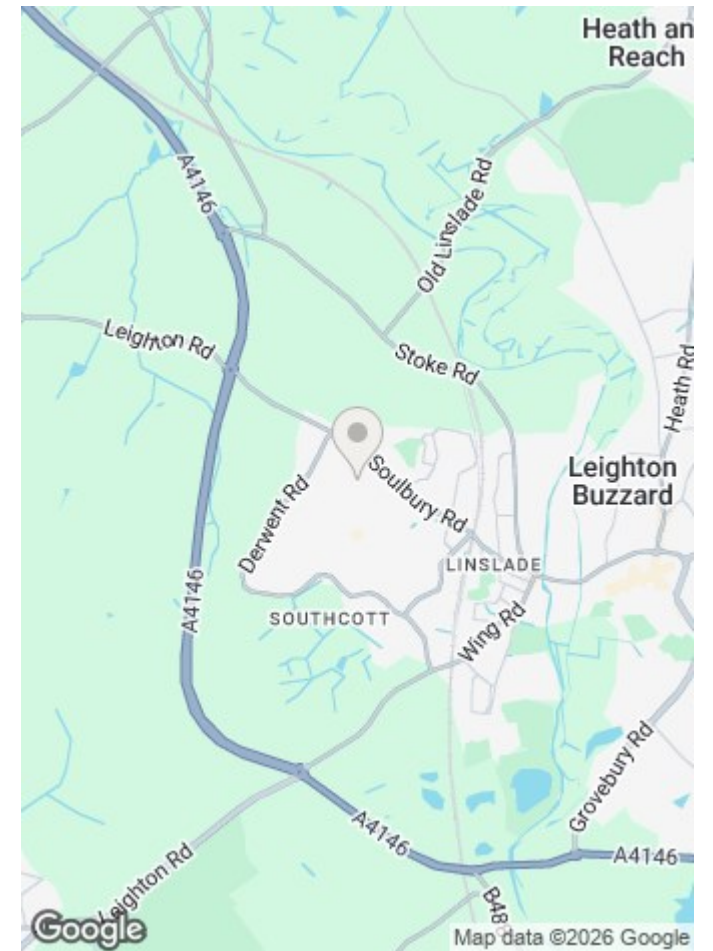 Heath an
Reach
A4146
Old Linslade Rd
Leighton Rd
Stoke Rd
Heath Rd
Leighton
Buzzard
Soulbury Rd
Derwent Rd
LINSLADE
A4146
SOUTHCOTT
Wing Rd
Grovebury Rd
A4146
A4146
Leighton Rd
B48
Google
Map data ©2026 Google